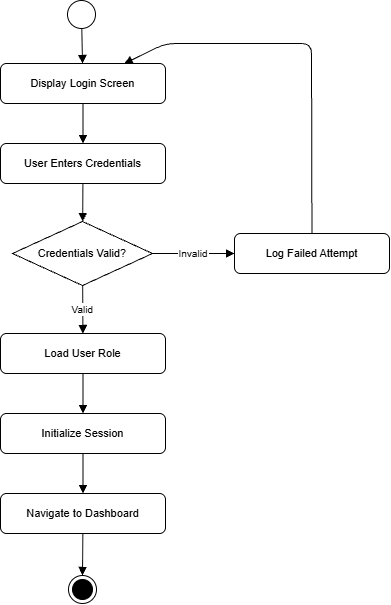 Display Login Screen
User Enters Credentials
Credentials Valid?
Invalid
Log Failed Attempt
Valid
Load User Role
Initialize Session
Navigate to Dashboard